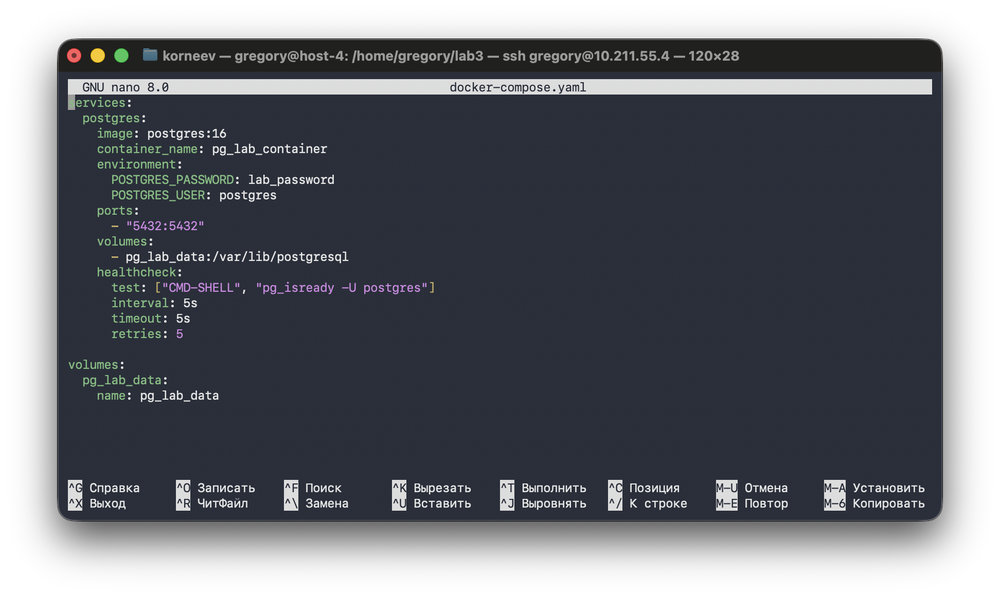 korneev — gregory@host-4: /home/gregory/lab3 — ssh gregory@10.211.55.4 — 120×28
GNU nano 8.0 docker-compose.yaml
services:
  postgres:
    image: postgres:16
    container_name: pg_lab_container
    environment:
      POSTGRES_PASSWORD: lab_password
      POSTGRES_USER: postgres
    ports:
      - "5432:5432"
    volumes:
      - pg_lab_data:/var/lib/postgresql
    healthcheck:
      test: ["CMD-SHELL", "pg_isready -U postgres"]
      interval: 5s
      timeout: 5s
      retries: 5

volumes:
  pg_lab_data:
    name: pg_lab_data
^G Справка ^O Записать ^F Поиск ^K Вырезать ^T Выполнить ^C Позиция M-U Отмена M-A Установить
^X Выход ^R ЧитФайл ^\ Замена ^U Вставить ^J Выровнять ^/ К строке M-E Повтор M-6 Копировать